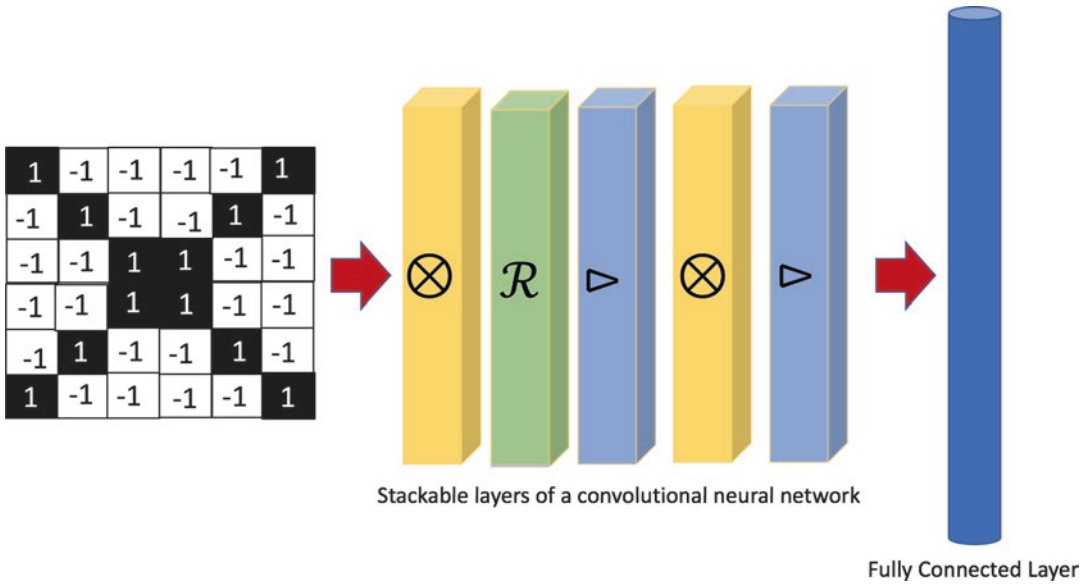 1 -1 -1 -1 -1 1
-1 1 -1 -1 1 -1
-1 -1 1 1 -1 -1
-1 -1 1 1 -1 -1
-1 1 -1 -1 1 -1
1 -1 -1 -1 -1 1
⊗ ℛ ▷ ⊗ ▷
Stackable layers of a convolutional neural network
Fully Connected Layer